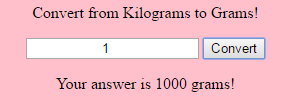 Convert from Kilograms to Grams!
1 Convert
Your answer is 1000 grams!